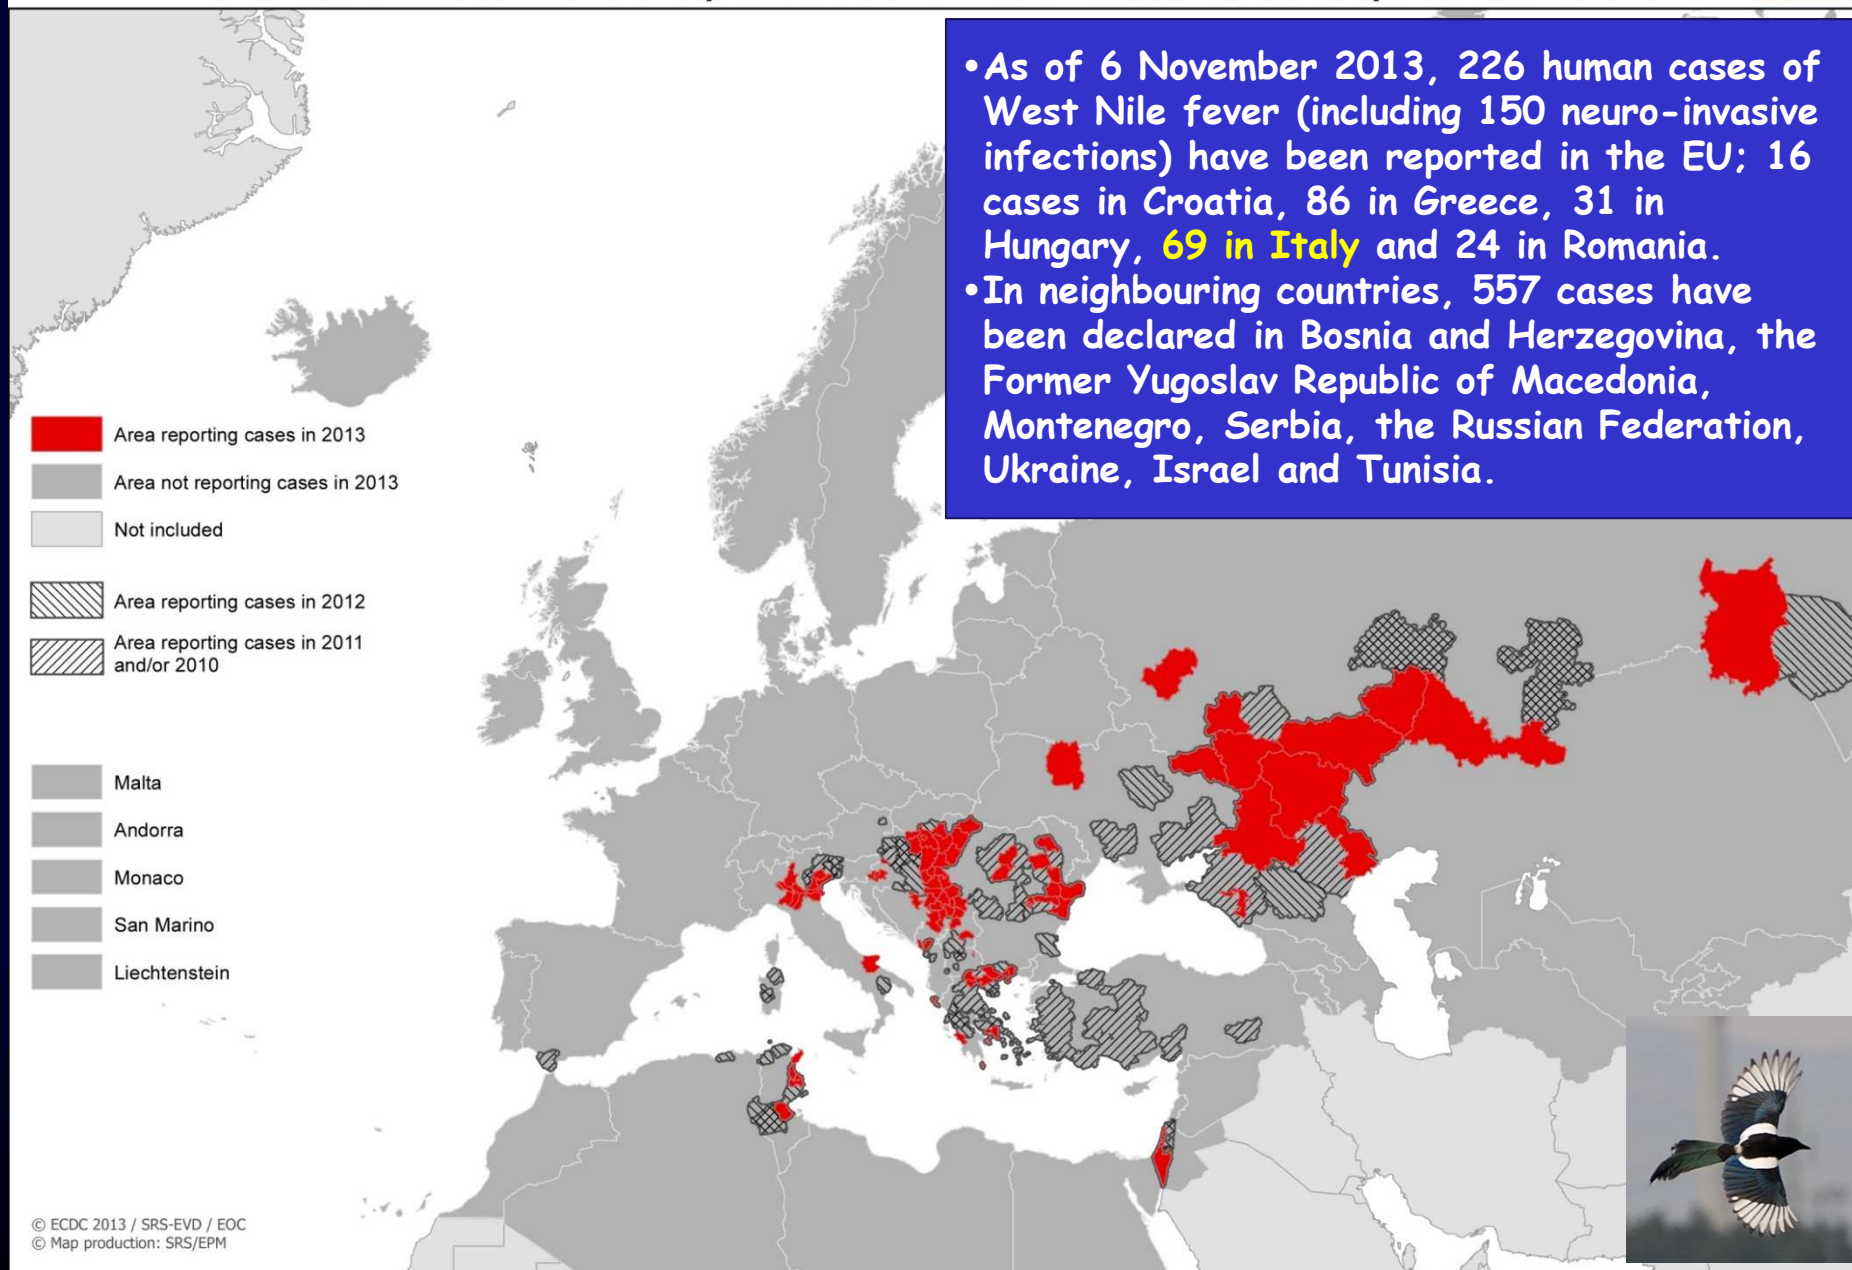 •As of 6 November 2013, 226 human cases of
West Nile fever (including 150 neuro-invasive
infections) have been reported in the EU; 16
cases in Croatia, 86 in Greece, 31 in
Hungary, 69 in Italy and 24 in Romania.
•In neighbouring countries, 557 cases have
been declared in Bosnia and Herzegovina, the
Former Yugoslav Republic of Macedonia,
Montenegro, Serbia, the Russian Federation,
Ukraine, Israel and Tunisia.
Area reporting cases in 2013
Area not reporting cases in 2013
Not included
Area reporting cases in 2012
Area reporting cases in 2011
and/or 2010
Malta
Andorra
Monaco
San Marino
Liechtenstein
© ECDC 2013 / SRS-EVD / EOC
© Map production: SRS/EPM